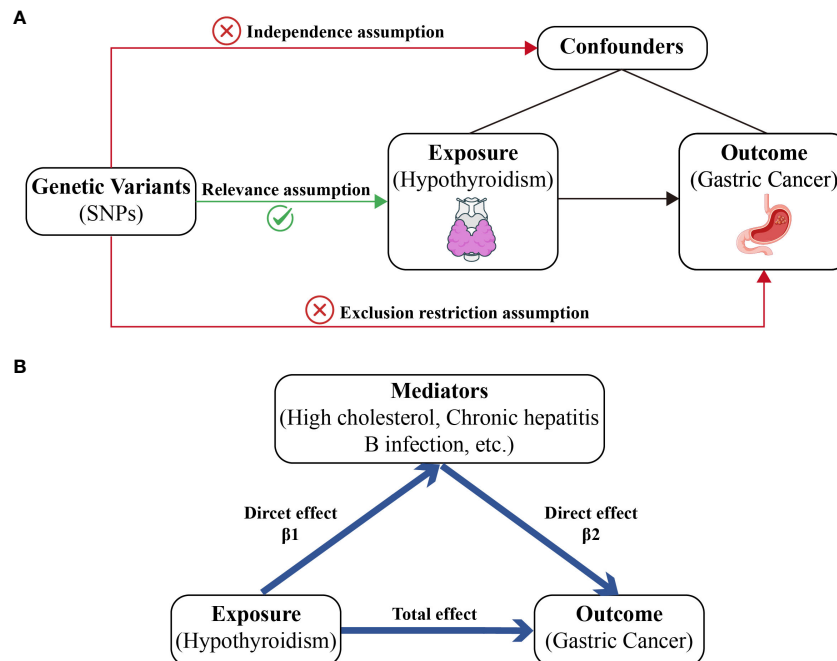 A
Independence assumption
Confounders
Genetic Variants
(SNPs)
Relevance assumption
Exposure
(Hypothyroidism)
Outcome
(Gastric Cancer)
Exclusion restriction assumption
B
Mediators
(High cholesterol, Chronic hepatitis
B infection, etc.)
Dircet effect
β1
Direct effect
β2
Exposure
(Hypothyroidism)
Total effect
Outcome
(Gastric Cancer)